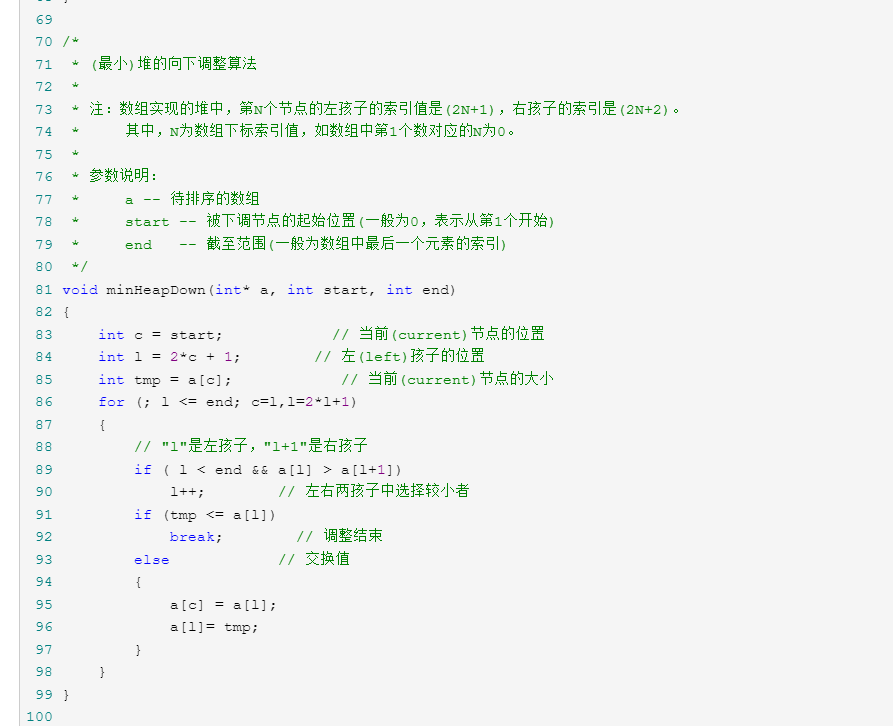 69
70 /*
71  * (最小)堆的向下调整算法
72  *
73  * 注：数组实现的堆中，第N个节点的左孩子的索引值是(2N+1)，右孩子的索引是(2N+2)。
74  *     其中，N为数组下标索引值，如数组中第1个数对应的N为0。
75  *
76  * 参数说明：
77  *     a -- 待排序的数组
78  *     start -- 被下调节点的起始位置(一般为0，表示从第1个开始)
79  *     end   -- 截至范围(一般为数组中最后一个元素的索引)
80  */
81 void minHeapDown(int* a, int start, int end)
82 {
83     int c = start;            // 当前(current)节点的位置
84     int l = 2*c + 1;        // 左(left)孩子的位置
85     int tmp = a[c];            // 当前(current)节点的大小
86     for (; l <= end; c=l,l=2*l+1)
87     {
88         // "l"是左孩子，"l+1"是右孩子
89         if ( l < end && a[l] > a[l+1])
90             l++;        // 左右两孩子中选择较小者
91         if (tmp <= a[l])
92             break;        // 调整结束
93         else            // 交换值
94         {
95             a[c] = a[l];
96             a[l]= tmp;
97         }
98     }
99 }
100